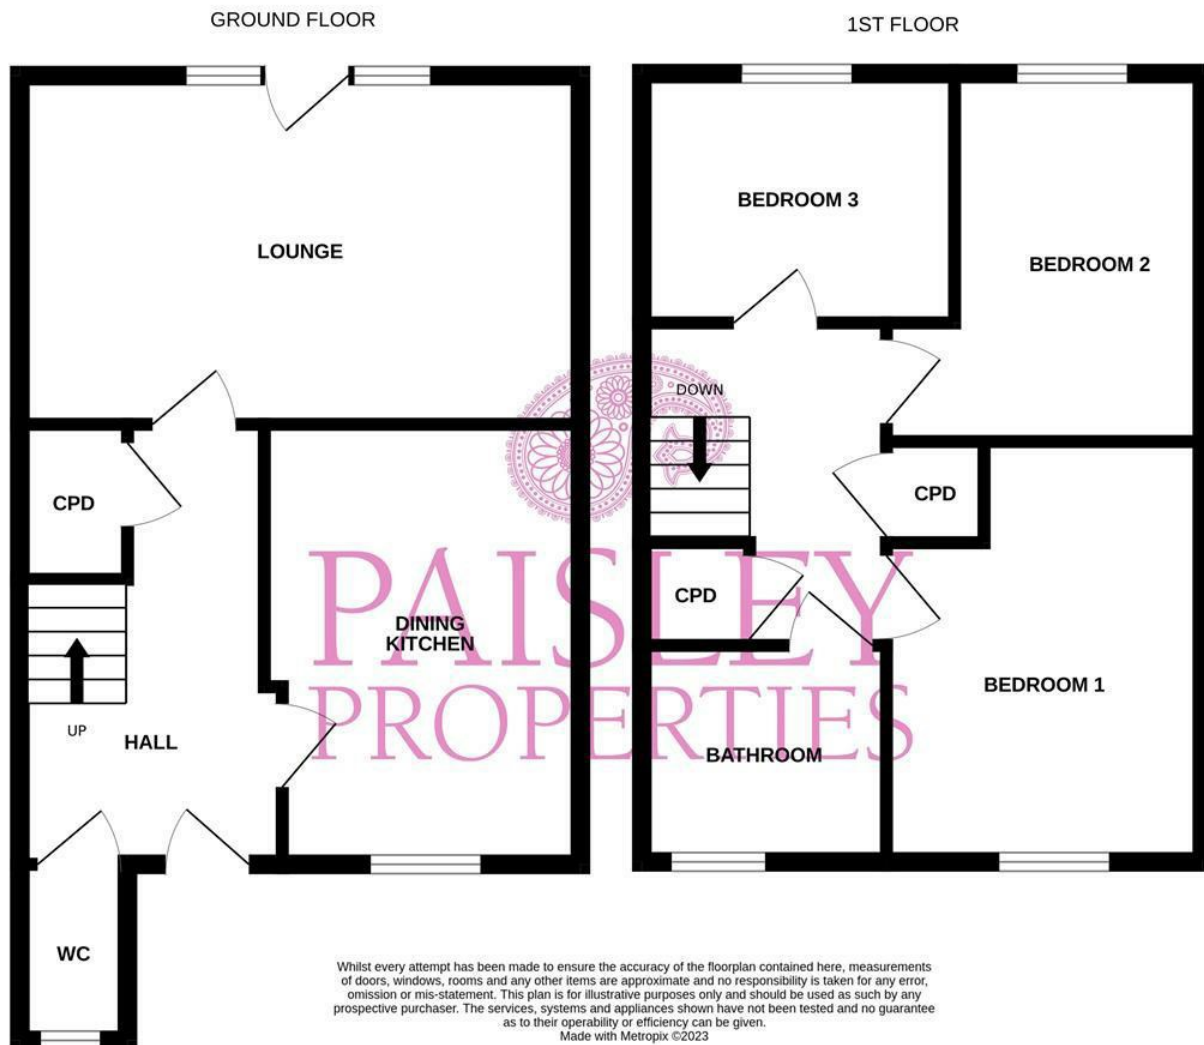 GROUND FLOOR
LOUNGE
CPD
DINING
KITCHEN
UP
HALL
WC
1ST FLOOR
BEDROOM 3
BEDROOM 2
DOWN
CPD
CPD
BEDROOM 1
BATHROOM
PAISLEY
PROPERTIES
Whilst every attempt has been made to ensure the accuracy of the floorplan contained here, measurements
of doors, windows, rooms and any other items are approximate and no responsibility is taken for any error,
omission or mis-statement. This plan is for illustrative purposes only and should be used as such by any
prospective purchaser. The services, systems and appliances shown have not been tested and no guarantee
as to their operability or efficiency can be given.
Made with Metropix ©2023